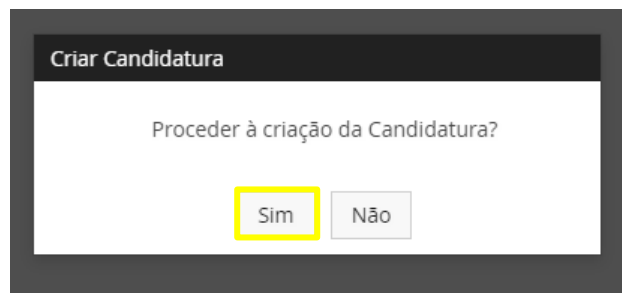 Criar Candidatura
Proceder à criação da Candidatura?
Sim Não